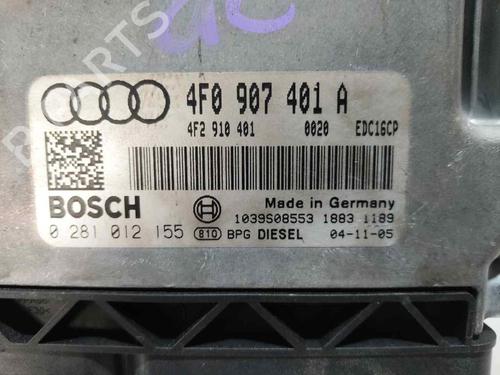 4F0 907 401 A
4F2 910 401 0020 EDC16CP
BOSCH
Made in Germany
1039S08553 1883 1189
0 281 012 155 810 BPG DIESEL 04-11-05